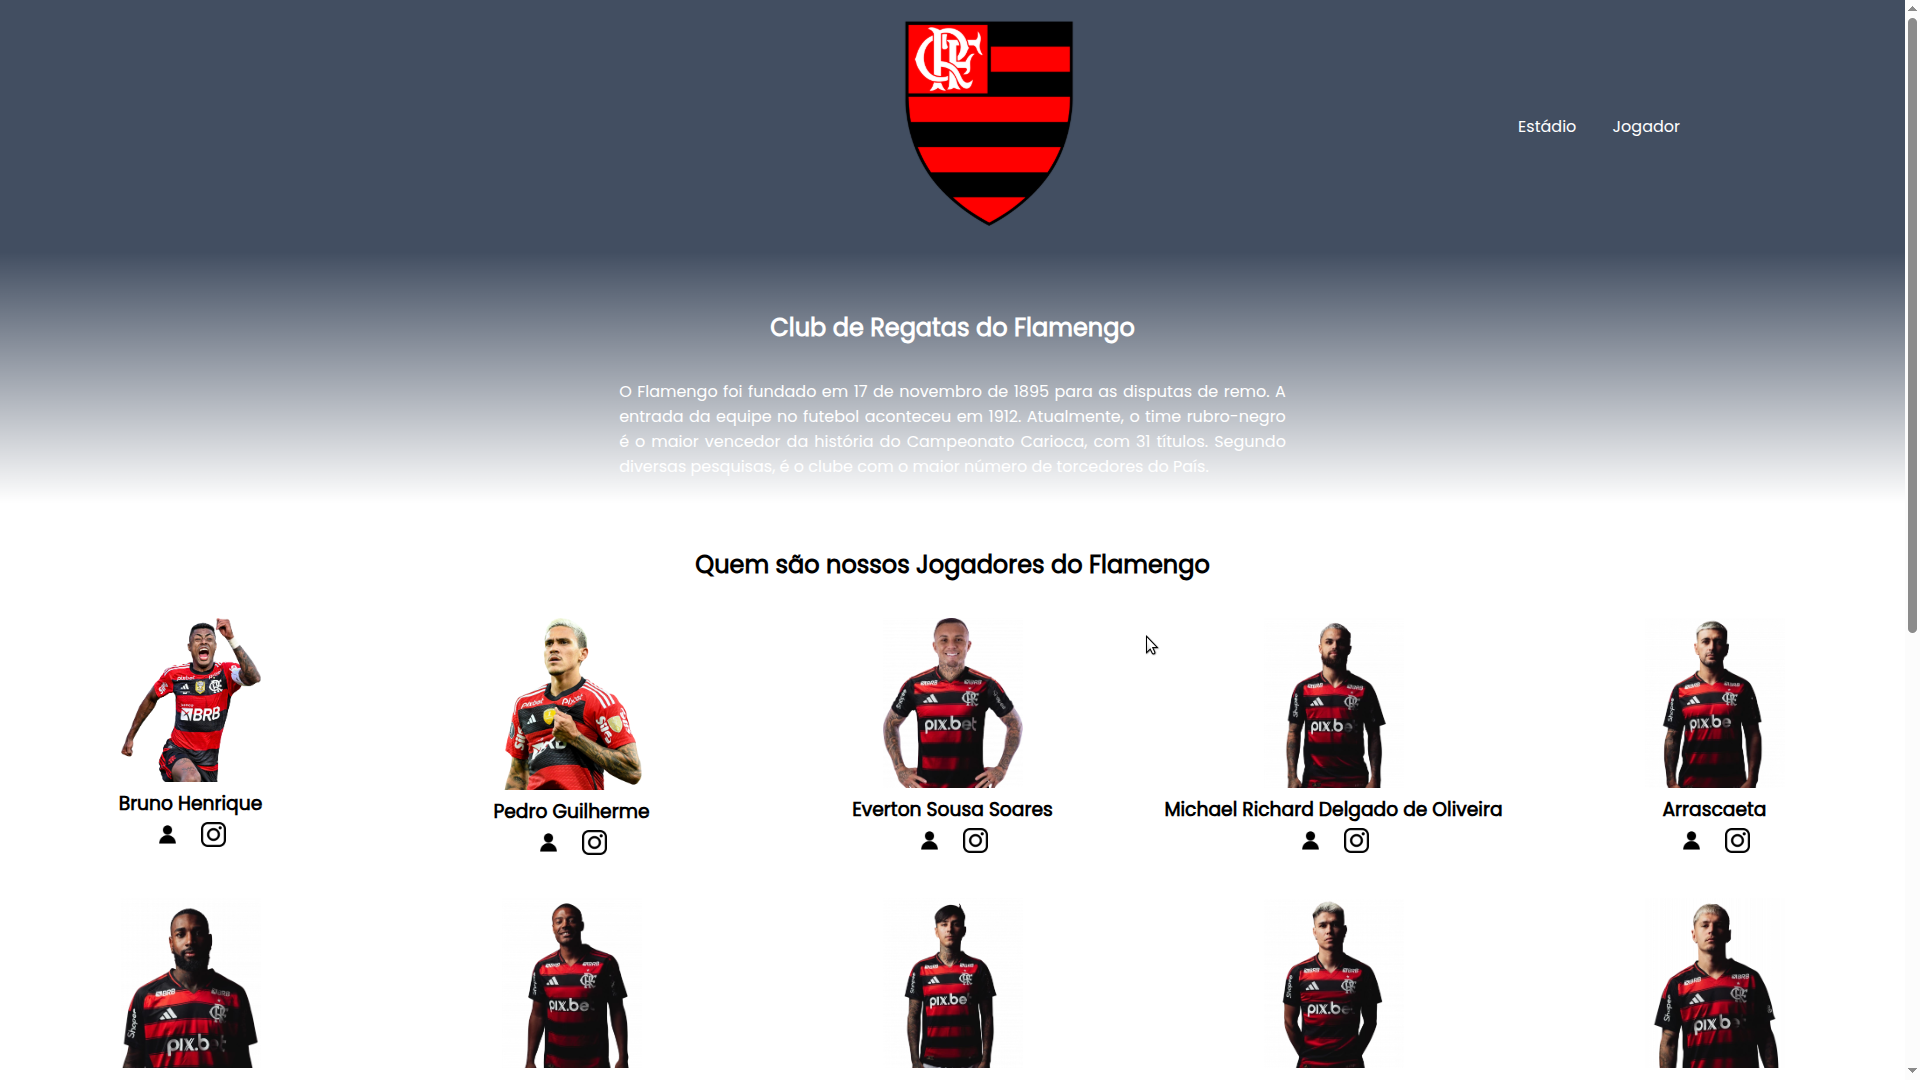 Estádio Jogador
Club de Regatas do Flamengo
O Flamengo foi fundado em 17 de novembro de 1895 para as disputas de remo. A
entrada da equipe no futebol aconteceu em 1912. Atualmente, o time rubro-negro
é o maior vencedor da história do Campeonato Carioca, com 31 títulos. Segundo
diversas pesquisas, é o clube com o maior número de torcedores do País.
Quem são nossos Jogadores do Flamengo
Bruno Henrique
Pedro Guilherme
Everton Sousa Soares
Michael Richard Delgado de Oliveira
Arrascaeta